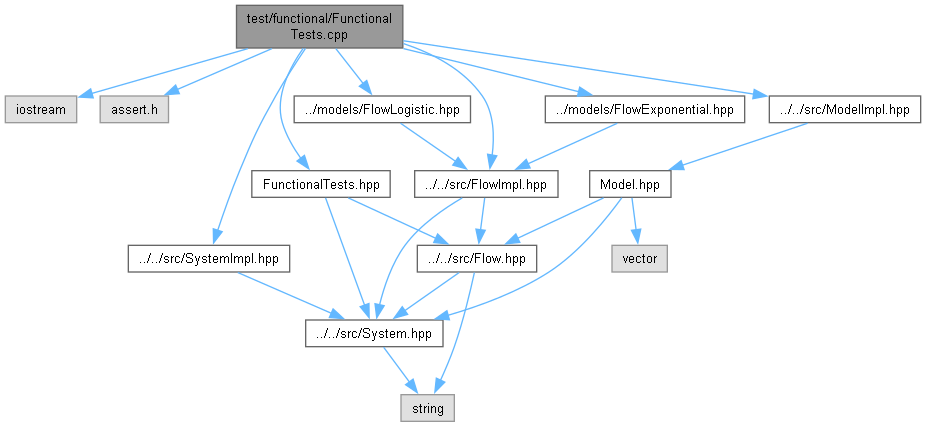 test/functional/Functional
Tests.cpp
iostream
assert.h
../models/FlowLogistic.hpp
../models/FlowExponential.hpp
../../src/ModelImpl.hpp
FunctionalTests.hpp
../../src/FlowImpl.hpp
Model.hpp
../../src/SystemImpl.hpp
../../src/Flow.hpp
vector
../../src/System.hpp
string